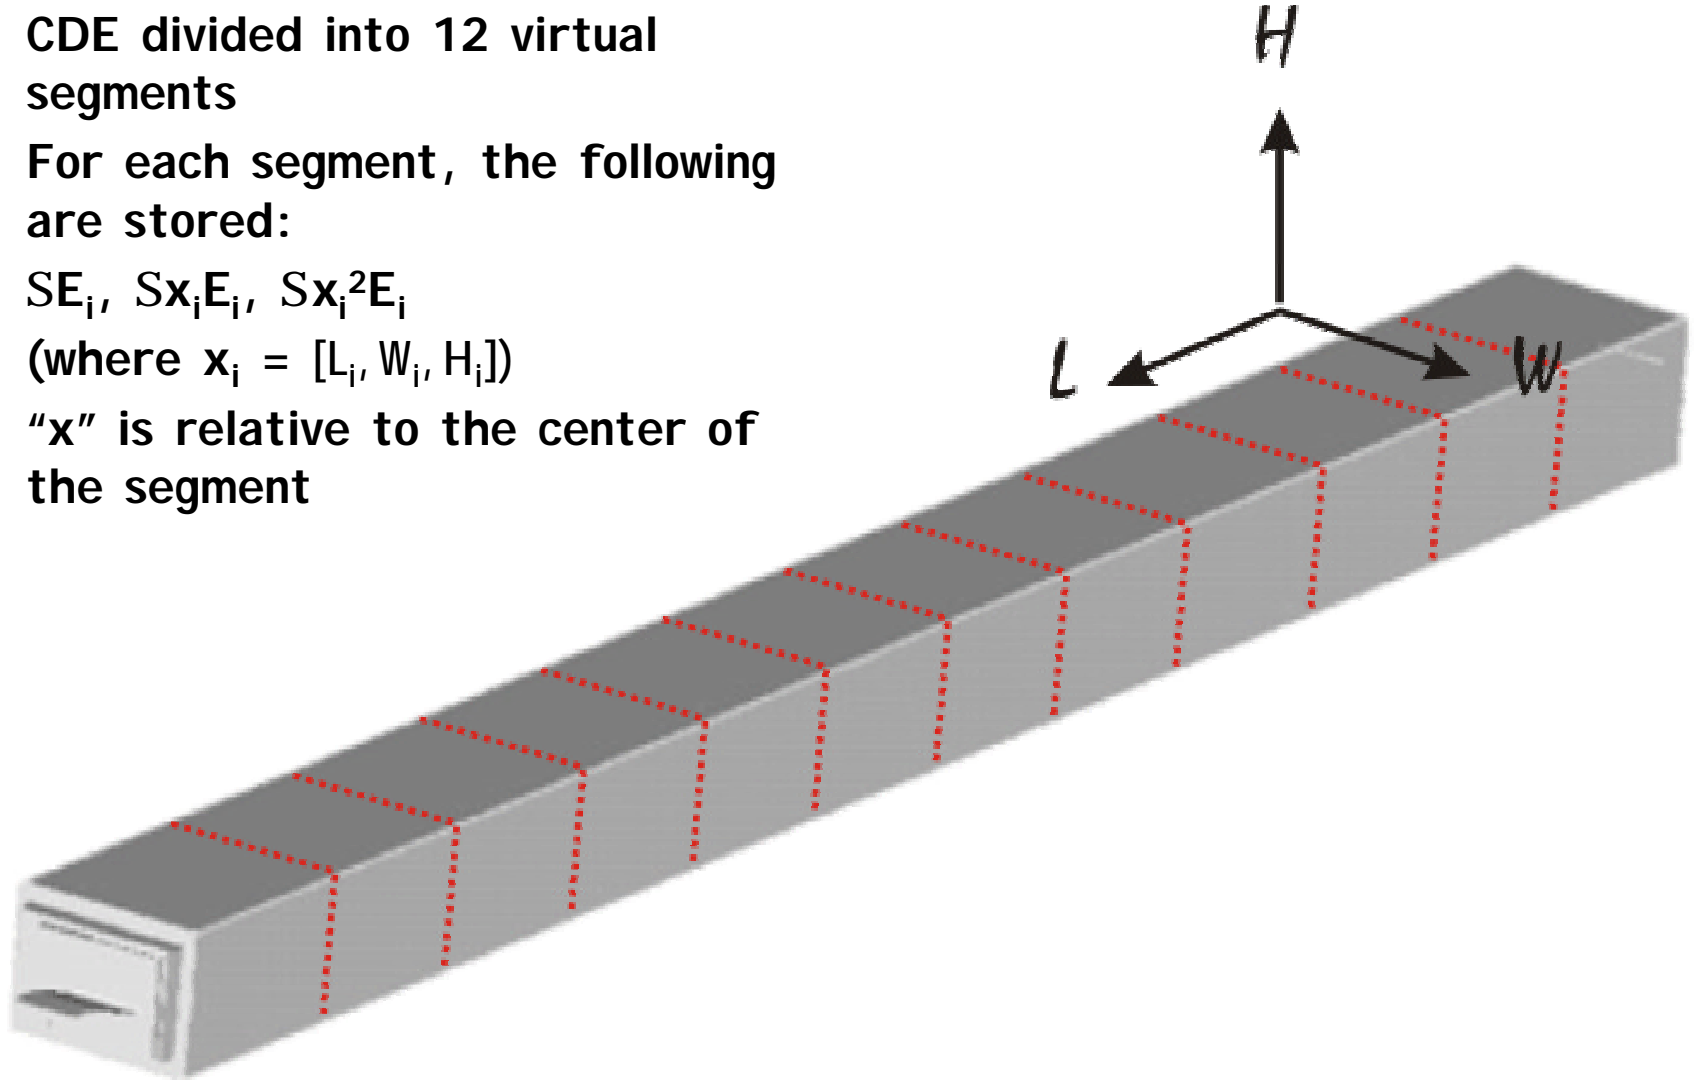 CDE divided into 12 virtual
segments
For each segment, the following
are stored:
SEᵢ, SxᵢEᵢ, Sxᵢ²Eᵢ
(where xᵢ = [Lᵢ, Wᵢ, Hᵢ])
“x” is relative to the center of
the segment
H
L
W